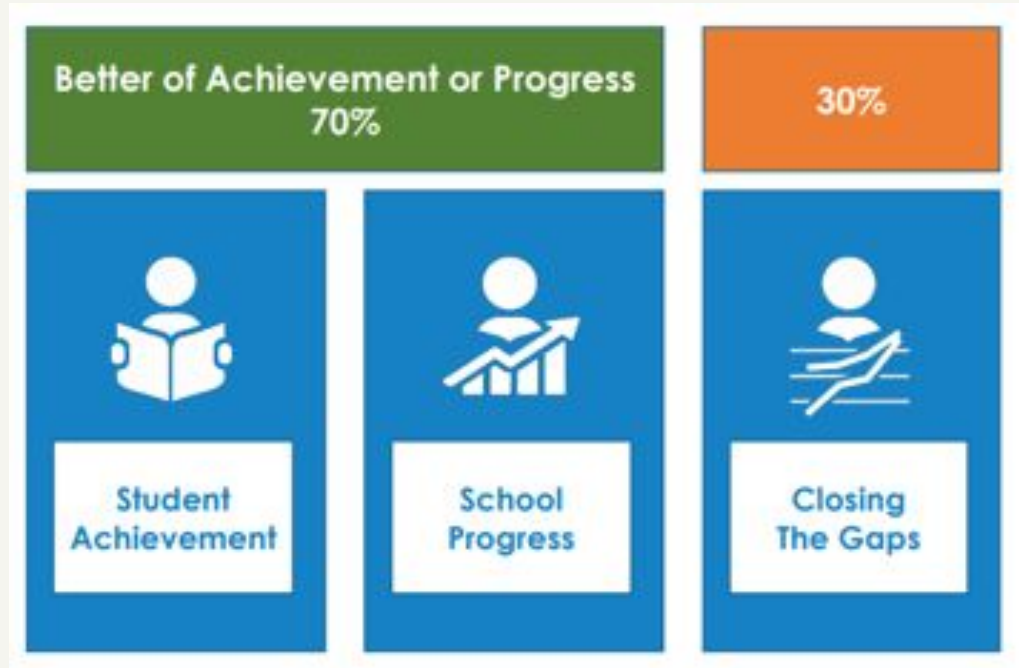 Better of Achievement or Progress
70%
30%
Student
Achievement
School
Progress
Closing
The Gaps